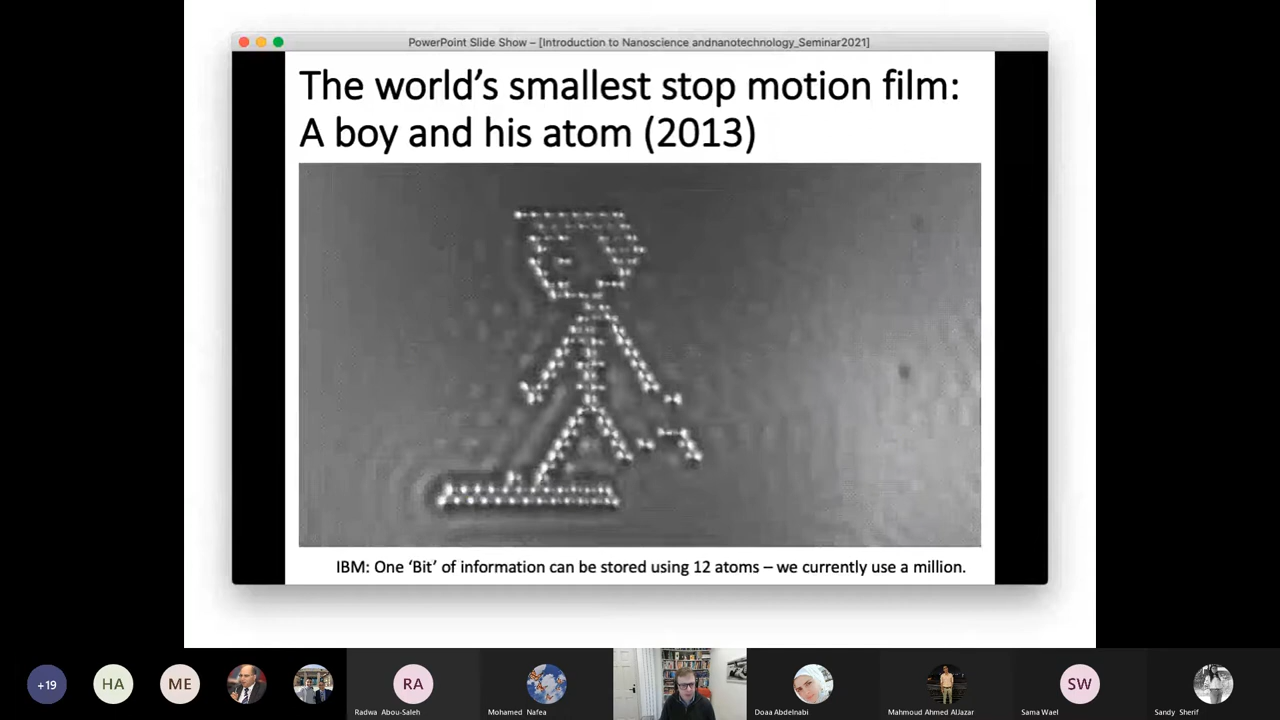 PowerPoint Slide Show – [Introduction to Nanoscience andnanotechnology_Seminar2021]
The world's smallest stop motion film:
A boy and his atom (2013)
IBM: One 'Bit' of information can be stored using 12 atoms – we currently use a million.
+19
HA
ME
RA
SW
Radwa Abou-Saleh
Mohamed Nafea
Doaa Abdelnabi
Mahmoud Ahmed AlJazar
Sama Wael
Sandy Sherif